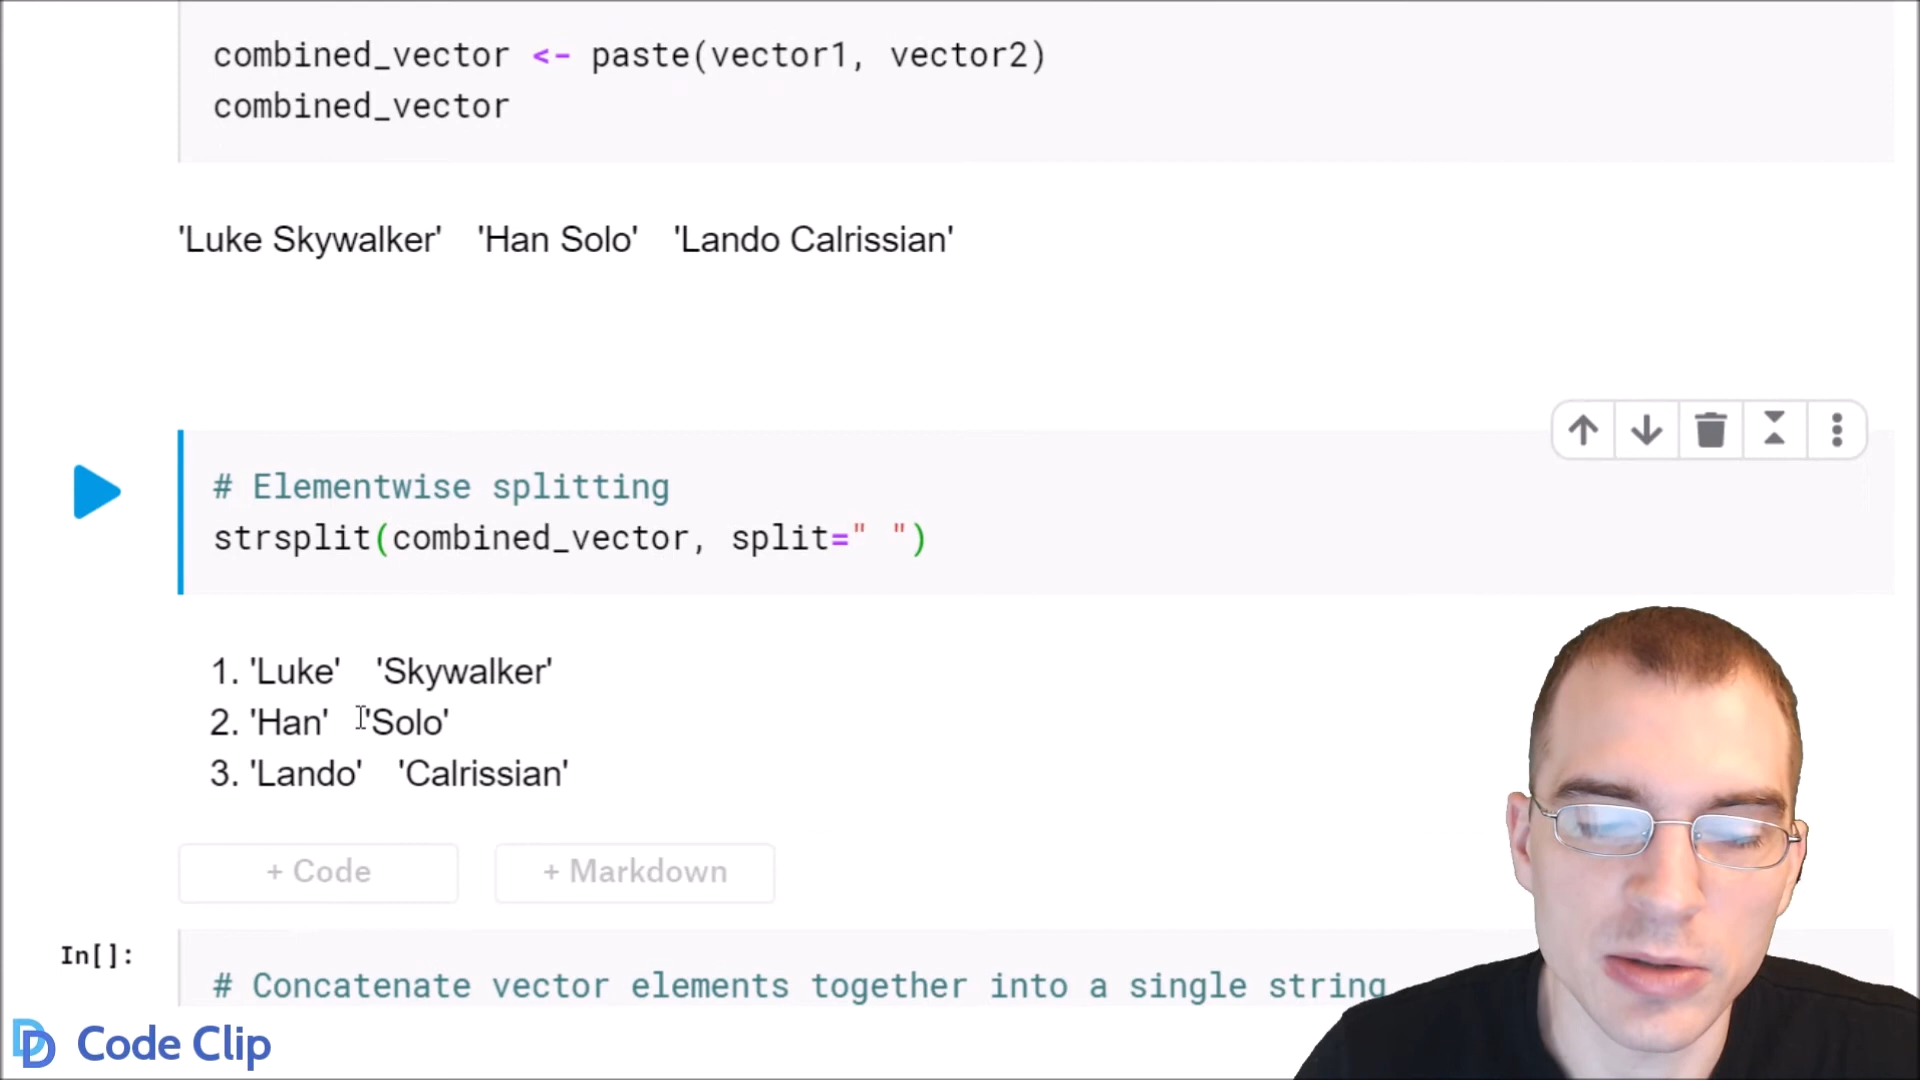 combined_vector <- paste(vector1, vector2)
combined_vector
'Luke Skywalker' 'Han Solo' 'Lando Calrissian'
# Elementwise splitting
strsplit(combined_vector, split=" ")
1. 'Luke' 'Skywalker'
2. 'Han' 'Solo'
3. 'Lando' 'Calrissian'
+ Code + Markdown
In[]:
# Concatenate vector elements together into a single string
Code Clip